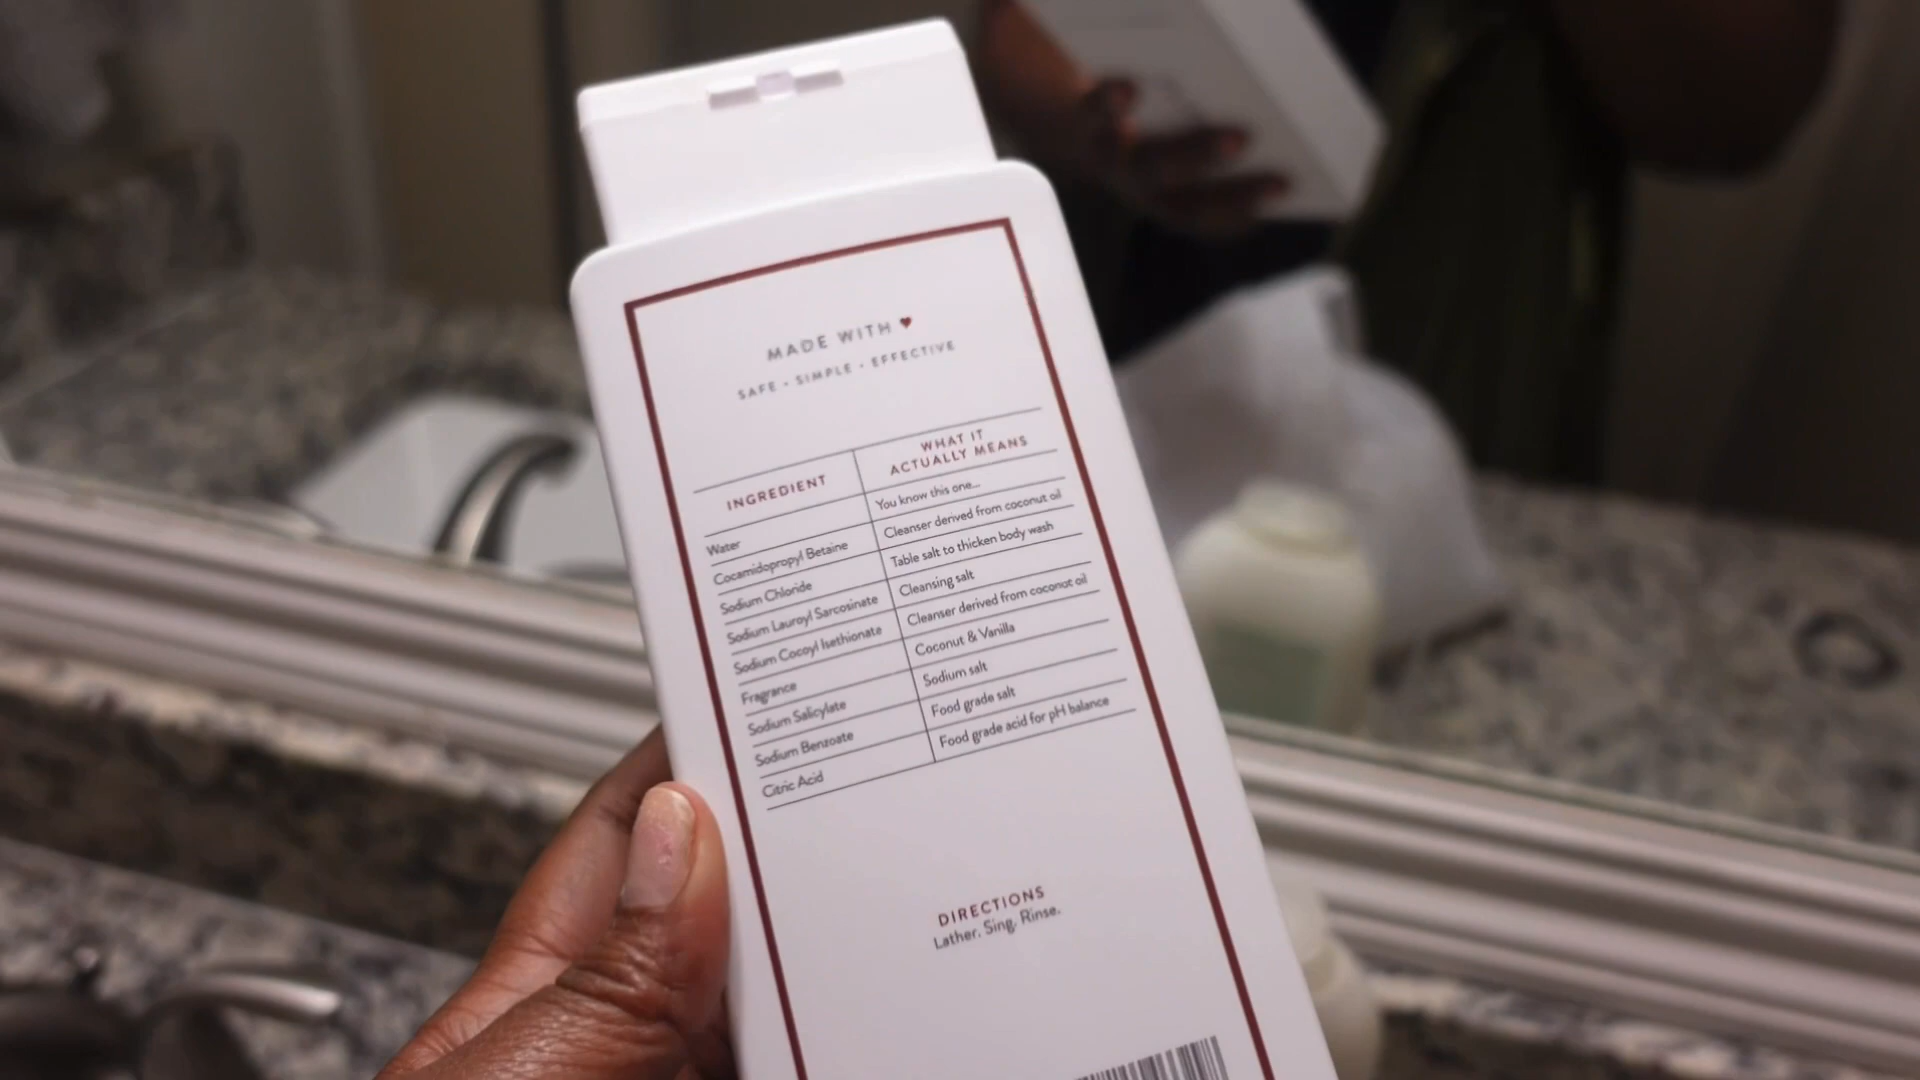 MADE WITH ♥
SAFE • SIMPLE • EFFECTIVE
INGREDIENT
WHAT IT
ACTUALLY MEANS
Water
You know this one...
Cocamidopropyl Betaine
Cleanser derived from coconut oil
Sodium Chloride
Table salt to thicken body wash
Sodium Lauroyl Sarcosinate
Cleansing salt
Sodium Cocoyl Isethionate
Cleanser derived from coconut oil
Fragrance
Coconut & Vanilla
Sodium Salicylate
Sodium salt
Sodium Benzoate
Food grade salt
Citric Acid
Food grade acid for pH balance
DIRECTIONS
Lather. Sing. Rinse.